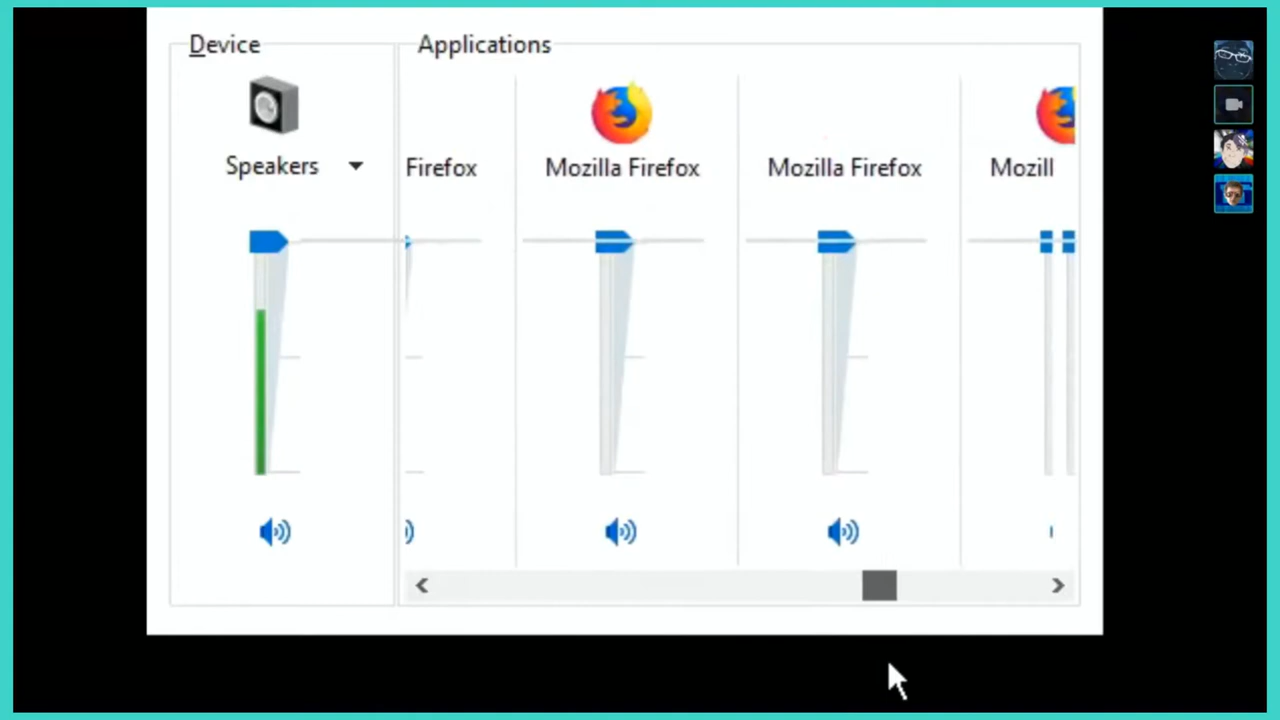 Device
Applications
Speakers
Firefox
Mozilla Firefox
Mozilla Firefox
Mozill